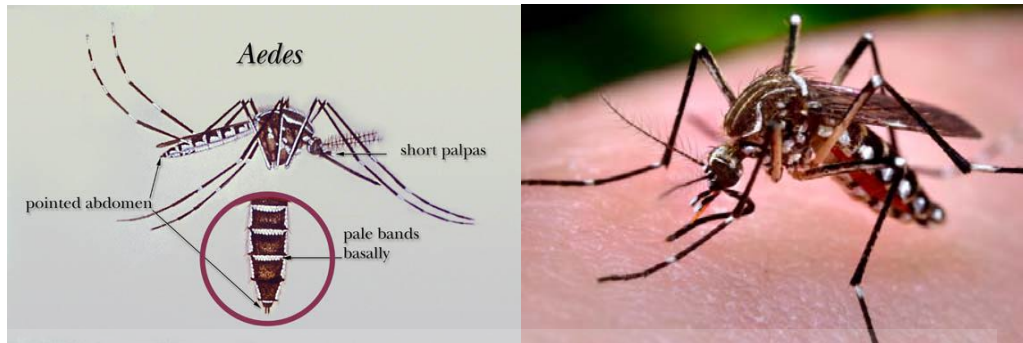 Aedes
short palpas
pointed abdomen
pale bands
basally